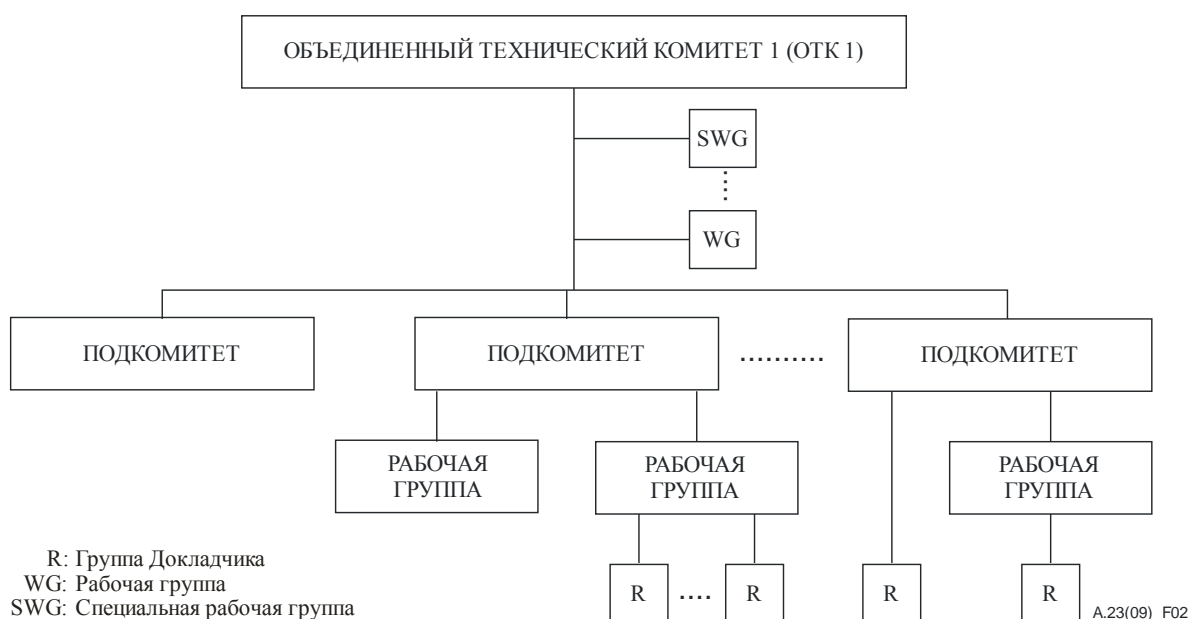 ОБЪЕДИНЕННЫЙ ТЕХНИЧЕСКИЙ КОМИТЕТ 1 (ОТК 1)
SWG
WG
ПОДКОМИТЕТ
ПОДКОМИТЕТ
..........
ПОДКОМИТЕТ
РАБОЧАЯ
ГРУППА
РАБОЧАЯ
ГРУППА
РАБОЧАЯ
ГРУППА
R
....
R
R
R
R: Группа Докладчика
WG: Рабочая группа
SWG: Специальная рабочая группа
A.23(09)_F02